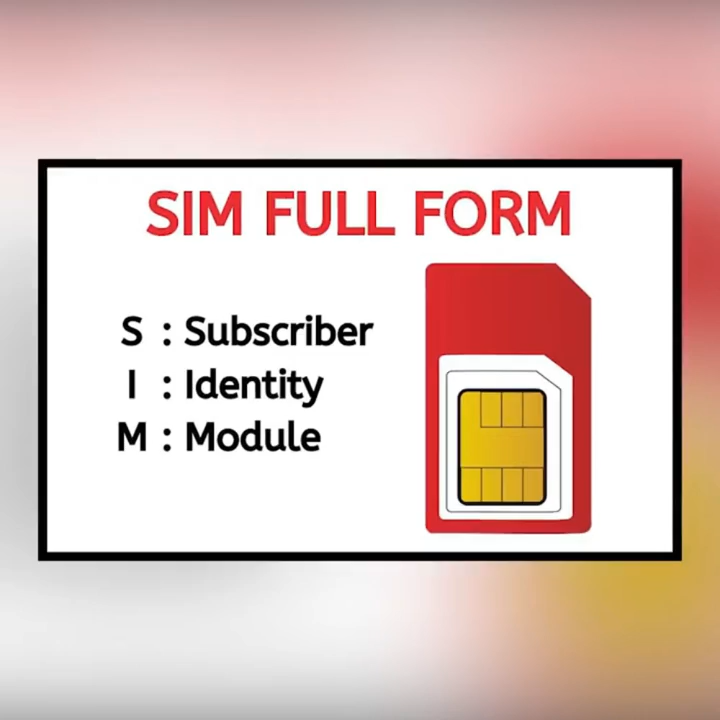 SIM FULL FORM
S : Subscriber
I : Identity
M : Module